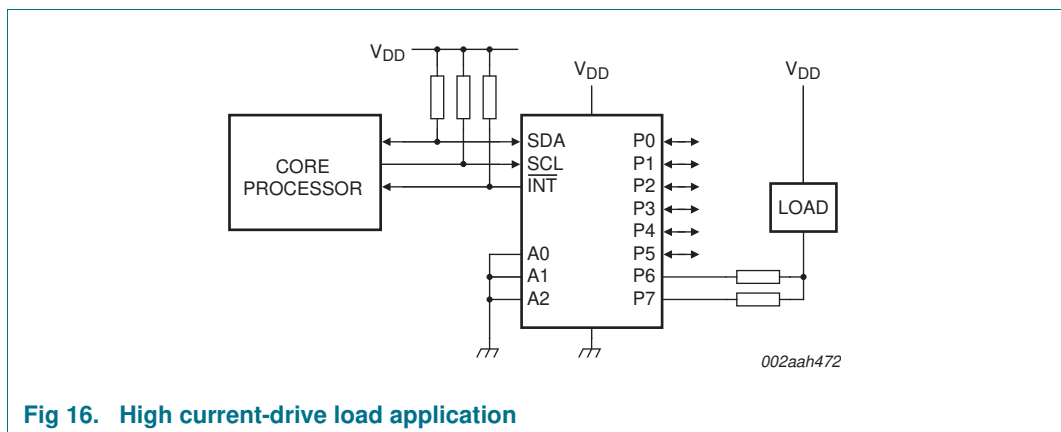 VDD
VDD
VDD
CORE
PROCESSOR
SDA
SCL
INT
A0
A1
A2
P0
P1
P2
P3
P4
P5
P6
P7
LOAD
002aah472
Fig 16. High current-drive load application